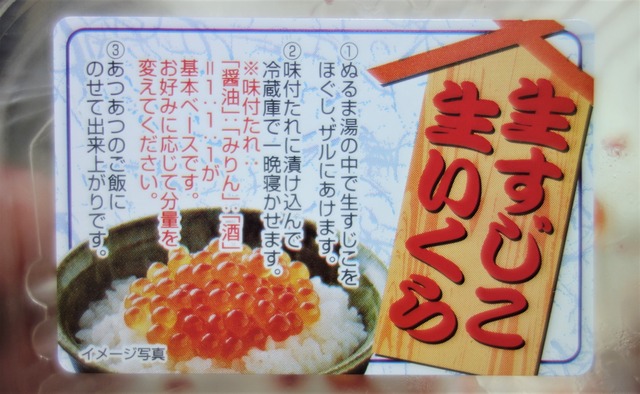 生すじこ
生いくら
①ぬるま湯の中で生すじこを
ほぐし、ザルにあけます。
②味付たれに漬け込んで
冷蔵庫で一晩寝かせます。
※味付たれ‥
「醤油」:「みりん」:「酒」
=1:1:1が
基本ベースです。
お好みに応じて分量を
変えてください。
③あつあつのご飯に
のせて出来上がりです。
イメージ写真